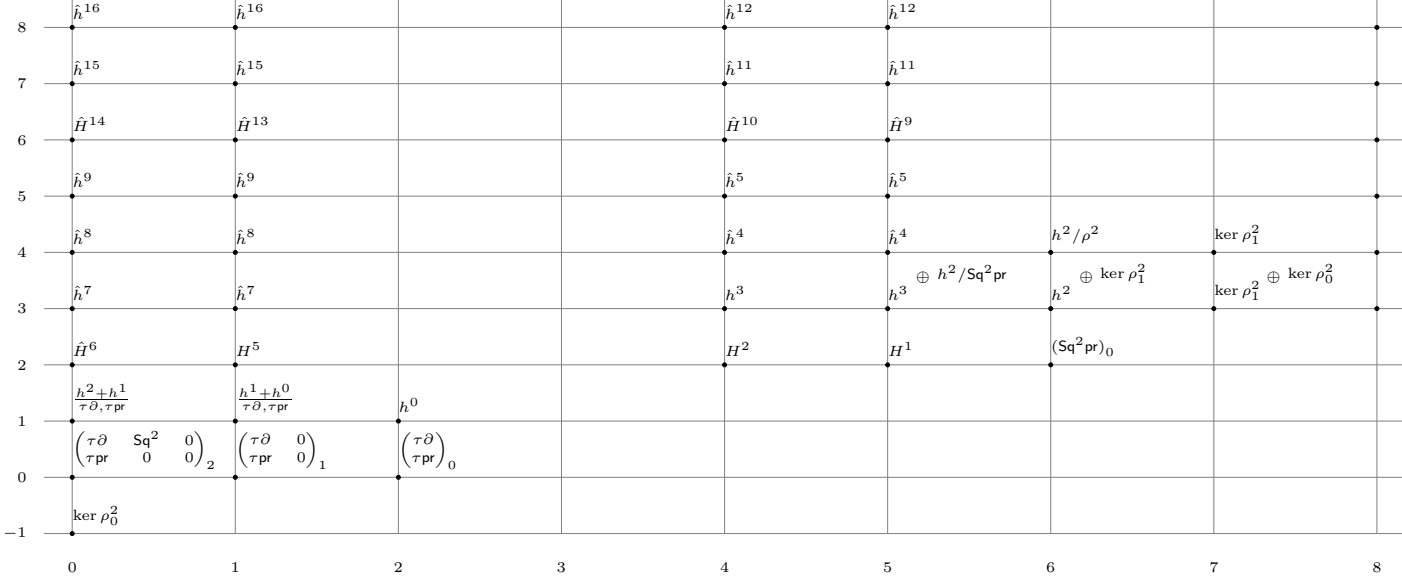 ĥ^16 ĥ^16 ĥ^12 ĥ^12
8
ĥ^15 ĥ^15 ĥ^11 ĥ^11
7
Ĥ^14 Ĥ^13 Ĥ^10 Ĥ^9
6
ĥ^9 ĥ^9 ĥ^5 ĥ^5
5
ĥ^8 ĥ^8 ĥ^4 ĥ^4 h^2/ρ^2 ker ρ_1^2
4
⊕ h^2/Sq^2pr ⊕ ker ρ_1^2 ⊕ ker ρ_0^2
ĥ^7 ĥ^7 h^3 h^3 h^2 ker ρ_1^2
3
Ĥ^6 H^5 H^2 H^1 (Sq^2pr)_0
2
(h^2+h^1)/(τ∂,τpr) (h^1+h^0)/(τ∂,τpr) h^0
1
(τ∂ Sq^2 0; τpr 0 0)_2 (τ∂ 0; τpr 0)_1 (τ∂; τpr)_0
0
ker ρ_0^2
−1
0 1 2 3 4 5 6 7 8